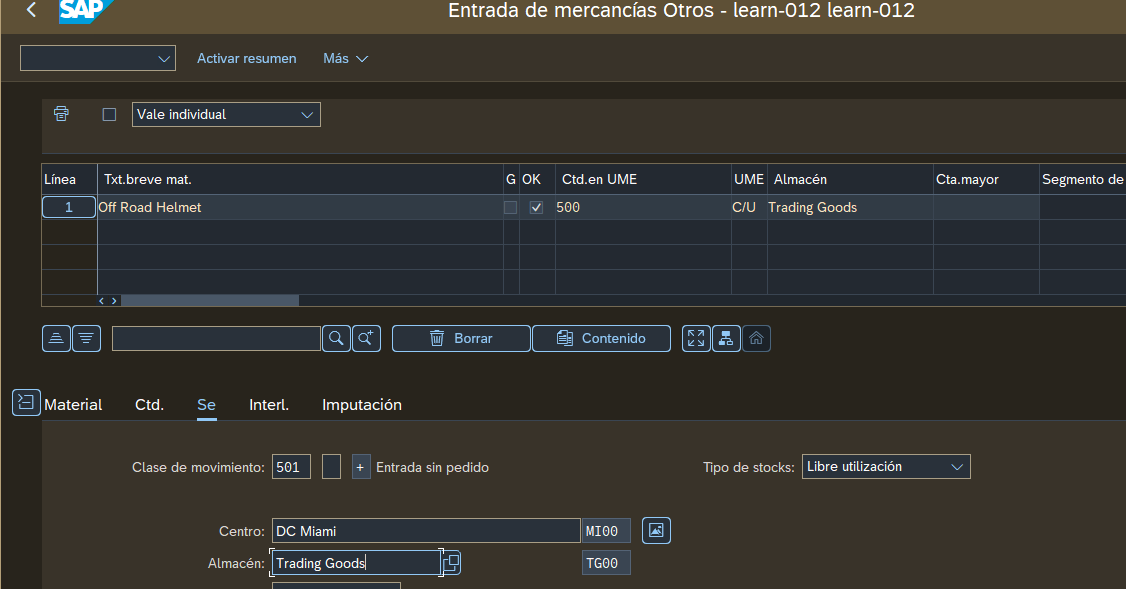 SAP Entrada de mercancías Otros - learn-012 learn-012
Activar resumen Más
Vale individual
Línea Txt.breve mat. G OK Ctd.en UME UME Almacén Cta.mayor Segmento de
1 Off Road Helmet 500 C/U Trading Goods
Borrar Contenido
Material Ctd. Se Interl. Imputación
Clase de movimiento: 501 + Entrada sin pedido Tipo de stocks: Libre utilización
Centro: DC Miami MI00
Almacén: Trading Goods TG00